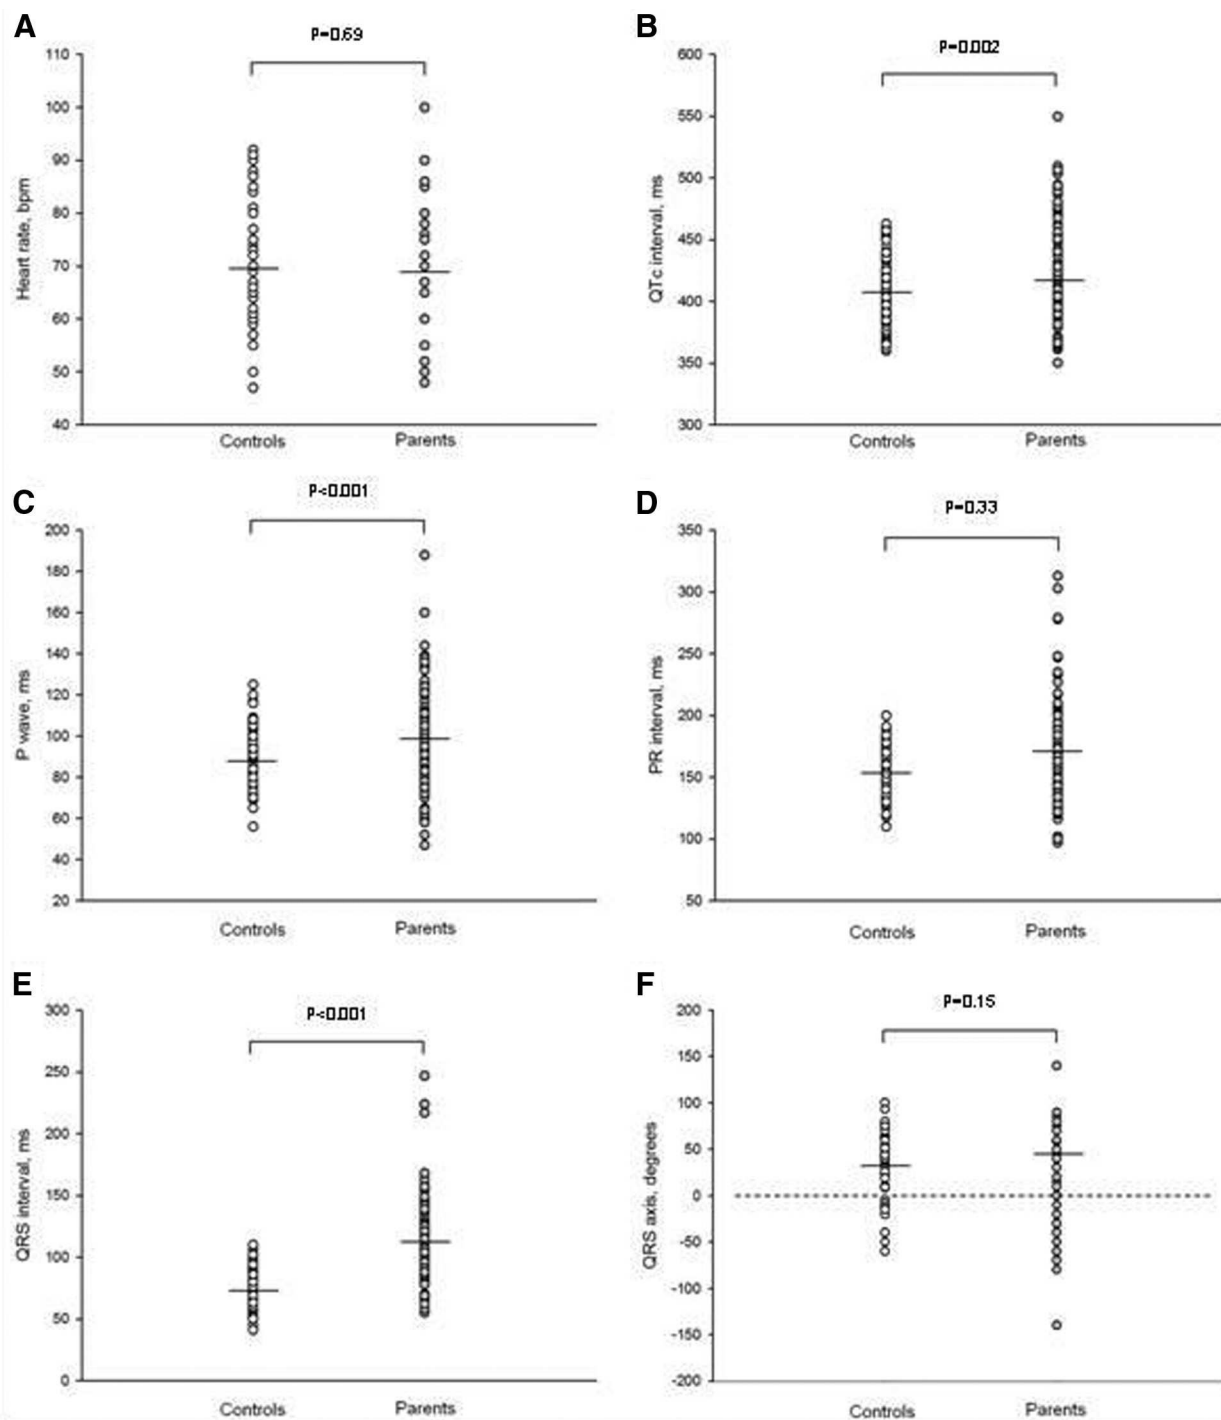 A
P=0.69
110
100
90
80
70
60
50
40
Heart rate, bpm
Controls
Parents
B
P=0.002
600
550
500
450
400
350
300
QTc interval, ms
Controls
Parents
C
P<0.001
200
180
160
140
120
100
80
60
40
20
P wave, ms
Controls
Parents
D
P=0.33
350
300
250
200
150
100
50
PR interval, ms
Controls
Parents
E
P<0.001
300
250
200
150
100
50
0
QRS interval, ms
Controls
Parents
F
P=0.15
200
150
100
50
0
-50
-100
-150
-200
QRS axis, degrees
Controls
Parents